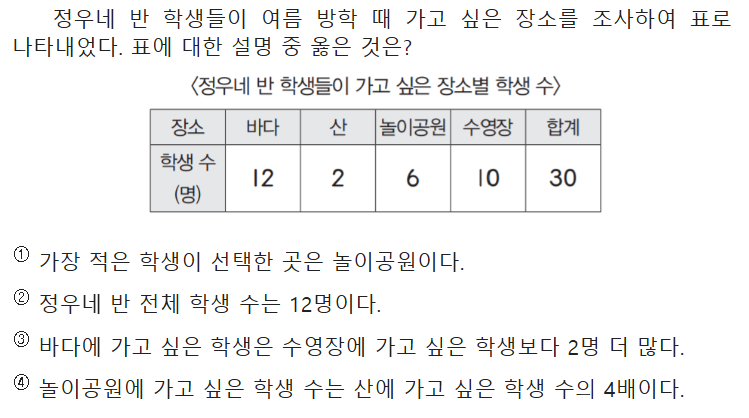 정우네 반 학생들이 여름 방학 때 가고 싶은 장소를 조사하여 표로
나타내었다. 표에 대한 설명 중 옳은 것은?
<정우네 반 학생들이 가고 싶은 장소별 학생 수>
장소 바다 산 놀이공원 수영장 합계
학생 수
(명) 12 2 6 10 30
① 가장 적은 학생이 선택한 곳은 놀이공원이다.
② 정우네 반 전체 학생 수는 12명이다.
③ 바다에 가고 싶은 학생은 수영장에 가고 싶은 학생보다 2명 더 많다.
④ 놀이공원에 가고 싶은 학생 수는 산에 가고 싶은 학생 수의 4배이다.